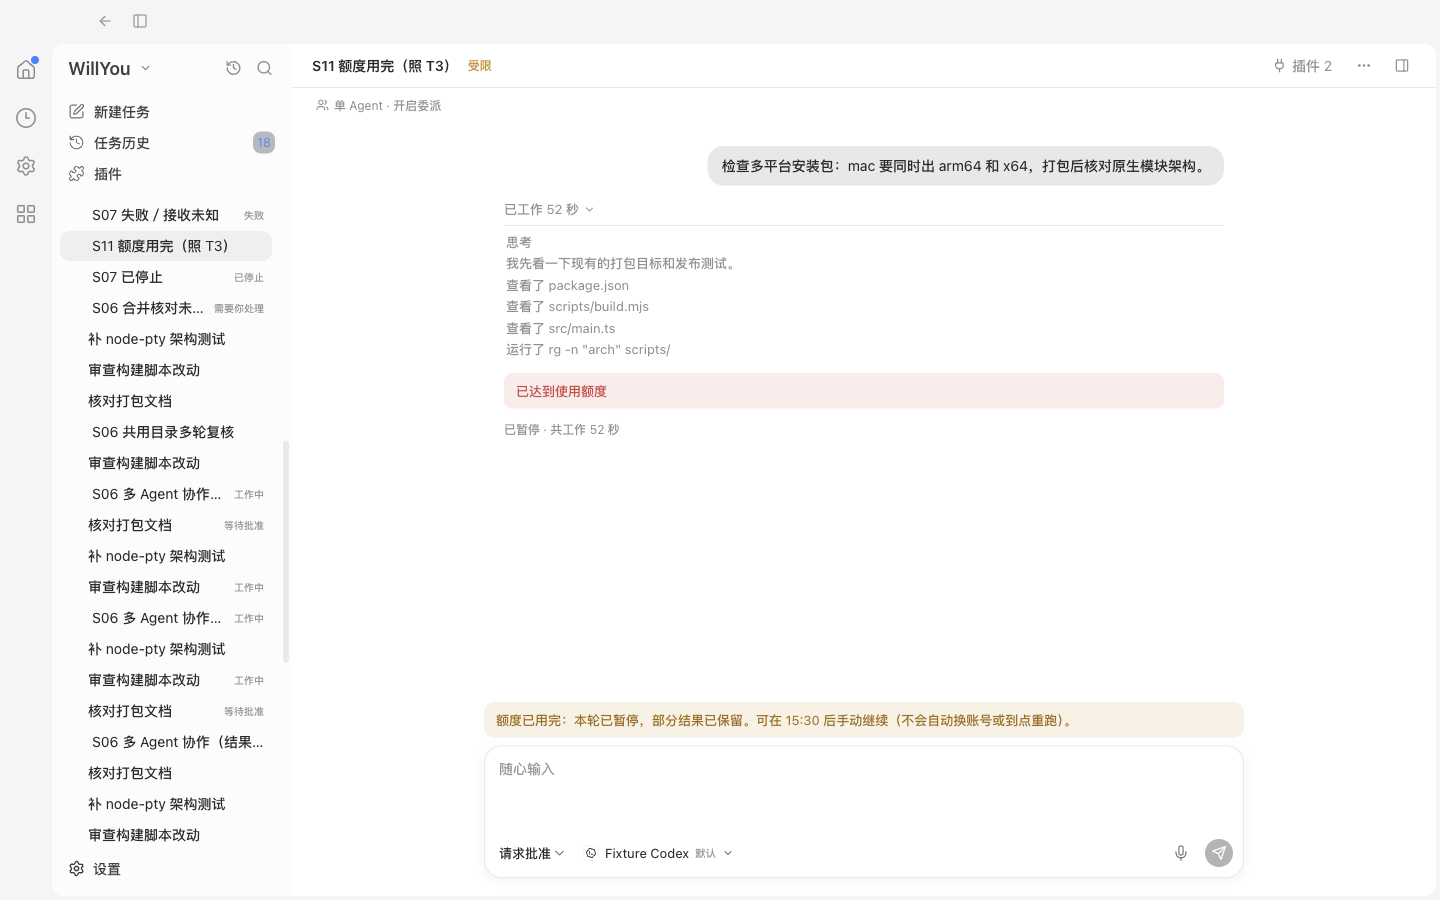 WillYou
新建任务
任务历史 18
插件
S07 失败 / 接收未知 失败
S11 额度用完（照 T3）
S07 已停止 已停止
S06 合并核对未... 需要你处理
补 node-pty 架构测试
审查构建脚本改动
核对打包文档
S06 共用目录多轮复核
审查构建脚本改动
S06 多 Agent 协作... 工作中
核对打包文档 等待批准
补 node-pty 架构测试
审查构建脚本改动 工作中
S06 多 Agent 协作... 工作中
补 node-pty 架构测试
审查构建脚本改动 工作中
核对打包文档 等待批准
S06 多 Agent 协作（结果...
核对打包文档
补 node-pty 架构测试
审查构建脚本改动
设置
S11 额度用完（照 T3） 受限
插件 2
单 Agent · 开启委派
检查多平台安装包：mac 要同时出 arm64 和 x64，打包后核对原生模块架构。
已工作 52 秒
思考
我先看一下现有的打包目标和发布测试。
查看了 package.json
查看了 scripts/build.mjs
查看了 src/main.ts
运行了 rg -n "arch" scripts/
已达到使用额度
已暂停 · 共工作 52 秒
额度已用完：本轮已暂停，部分结果已保留。可在 15:30 后手动继续（不会自动换账号或到点重跑）。
随心输入
请求批准
Fixture Codex 默认